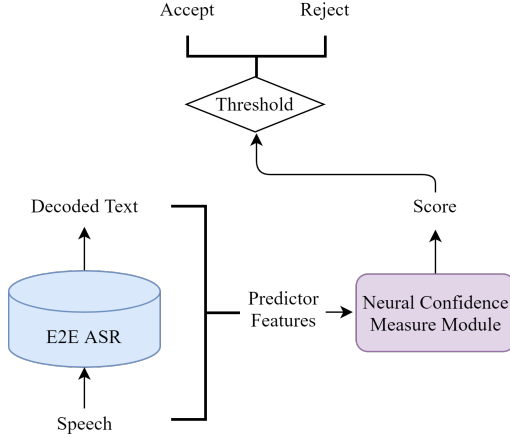 Accept
Reject
Threshold
Decoded Text
Score
E2E ASR
Predictor
Features
Neural Confidence
Measure Module
Speech